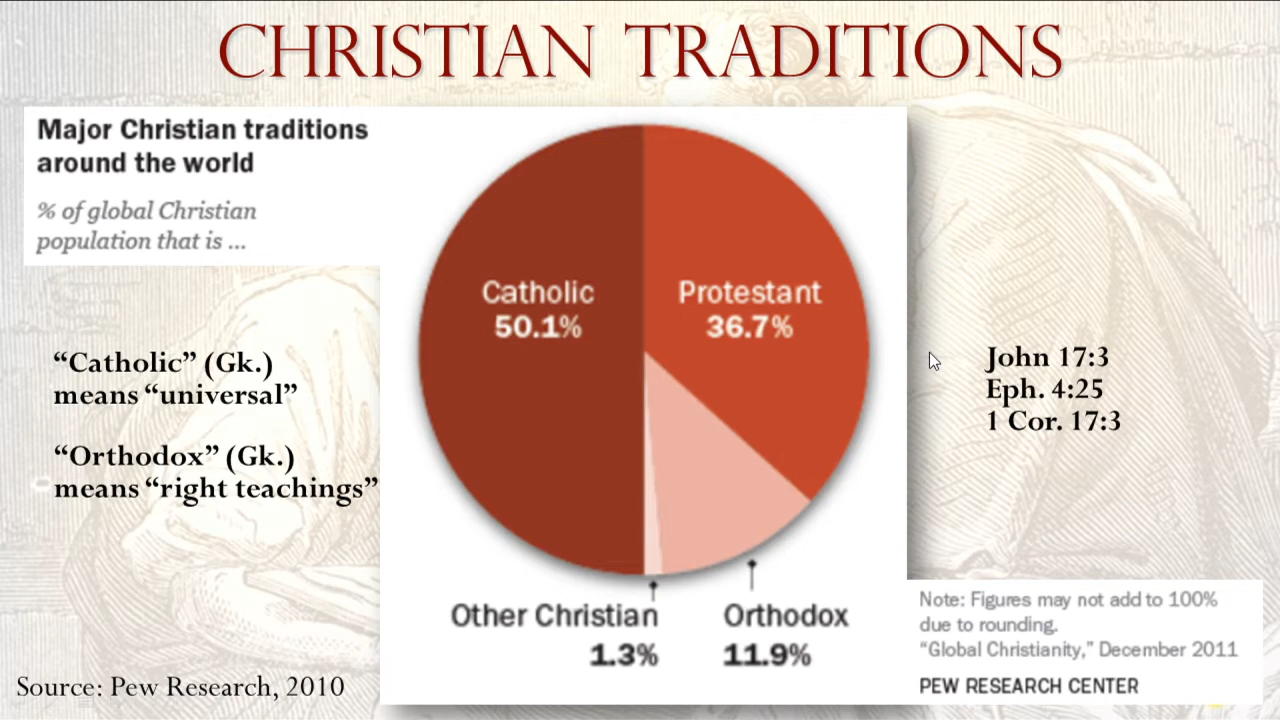 CHRISTIAN TRADITIONS
Major Christian traditions
around the world
% of global Christian
population that is ...
Catholic
50.1%
Protestant
36.7%
“Catholic” (Gk.)
means “universal”
“Orthodox” (Gk.)
means “right teachings”
John 17:3
Eph. 4:25
1 Cor. 17:3
Other Christian
1.3%
Orthodox
11.9%
Note: Figures may not add to 100%
due to rounding.
“Global Christianity,” December 2011
PEW RESEARCH CENTER
Source: Pew Research, 2010